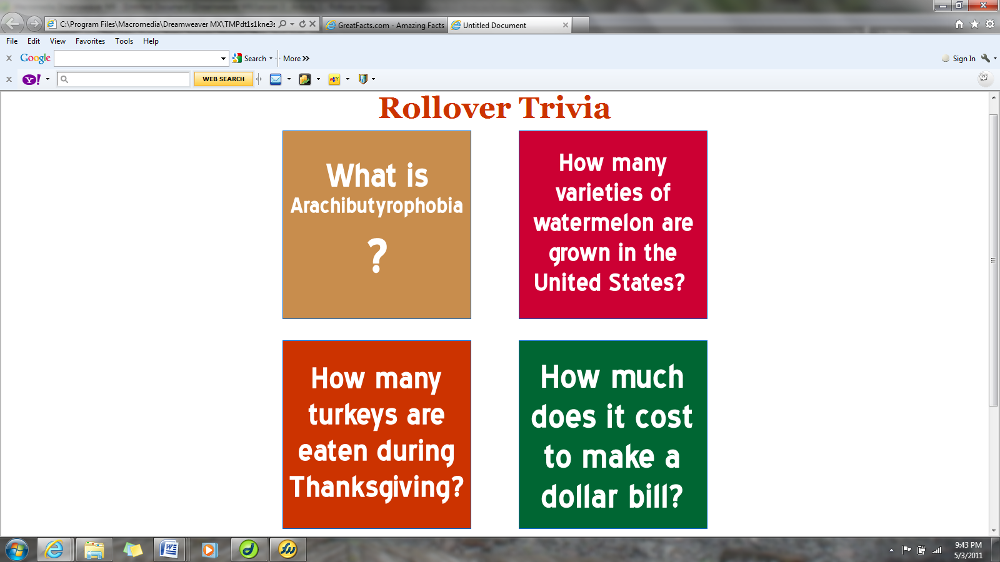 C:\Program Files\Macromedia\Dreamweaver MX\TMPdt1s1kne3s
GreatFacts.com - Amazing Facts
Untitled Document
File Edit View Favorites Tools Help
x Google Search More »
Sign In
x Y! WEB SEARCH
Rollover Trivia
What is
Arachibutyrophobia
?
How many
varieties of
watermelon are
grown in the
United States?
How many
turkeys are
eaten during
Thanksgiving?
How much
does it cost
to make a
dollar bill?
9:43 PM
5/3/2011